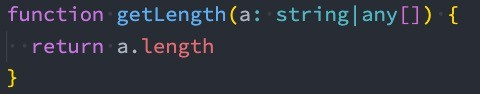 function getLength(a: string|any[]) {
  return a.length
}